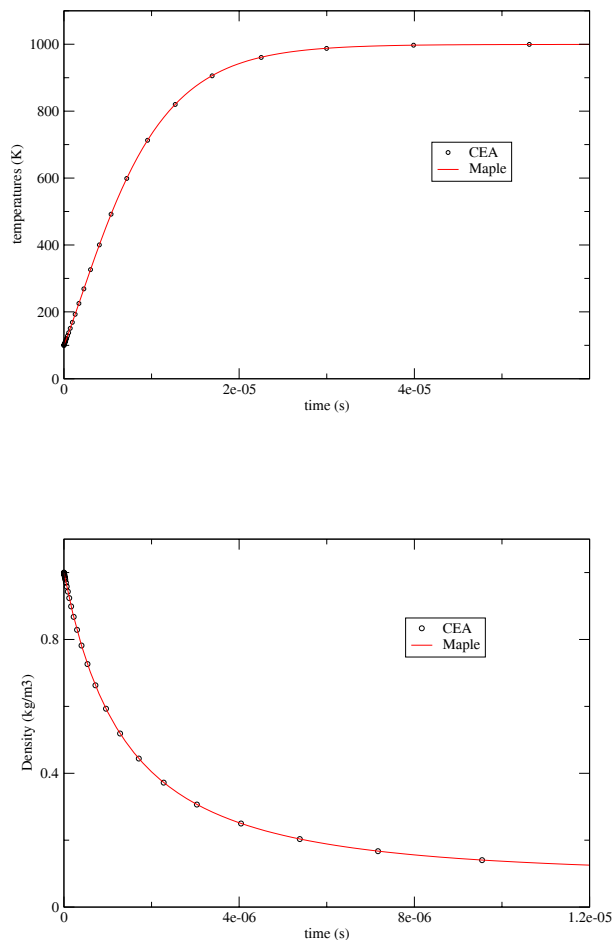 1000
800
600
400
200
0
temperatures (K)
CEA
Maple
0
2e-05
4e-05
time (s)
0.8
0.4
0
Density (kg/m3)
CEA
Maple
0
4e-06
8e-06
1.2e-05
time (s)